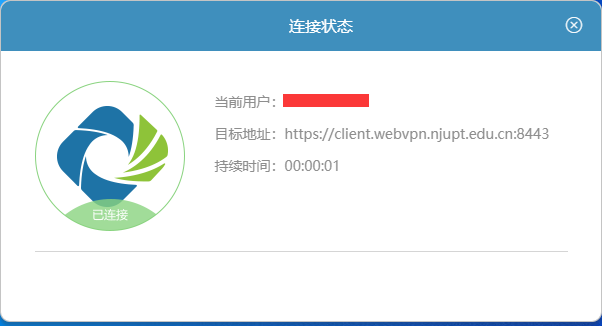 连接状态
当前用户：
目标地址：https://client.webvpn.njupt.edu.cn:8443
持续时间：00:00:01
已连接